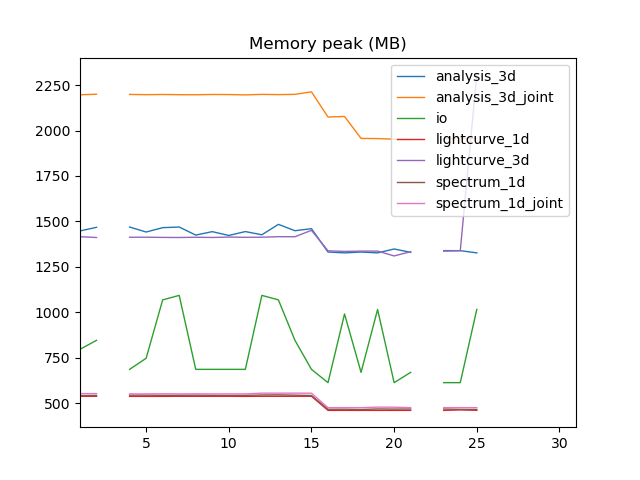 Memory peak (MB)
2250
2000
1750
1500
1250
1000
750
500
analysis_3d
analysis_3d_joint
io
lightcurve_1d
lightcurve_3d
spectrum_1d
spectrum_1d_joint
5 10 15 20 25 30